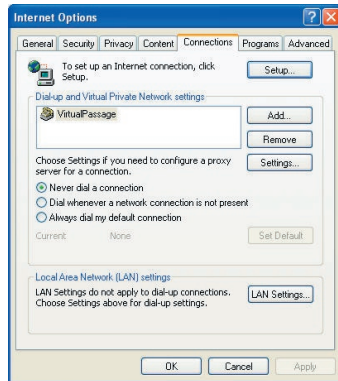 Internet Options
General Security Privacy Content Connections Programs Advanced
To set up an Internet connection, click
Setup.
Setup...
Dial-up and Virtual Private Network settings
VirtualPassage
Add...
Remove
Choose Settings if you need to configure a proxy
server for a connection.
Settings...
Never dial a connection
Dial whenever a network connection is not present
Always dial my default connection
Current None
Set Default
Local Area Network (LAN) settings
LAN Settings do not apply to dial-up connections.
Choose Settings above for dial-up settings.
LAN Settings...
OK Cancel Apply